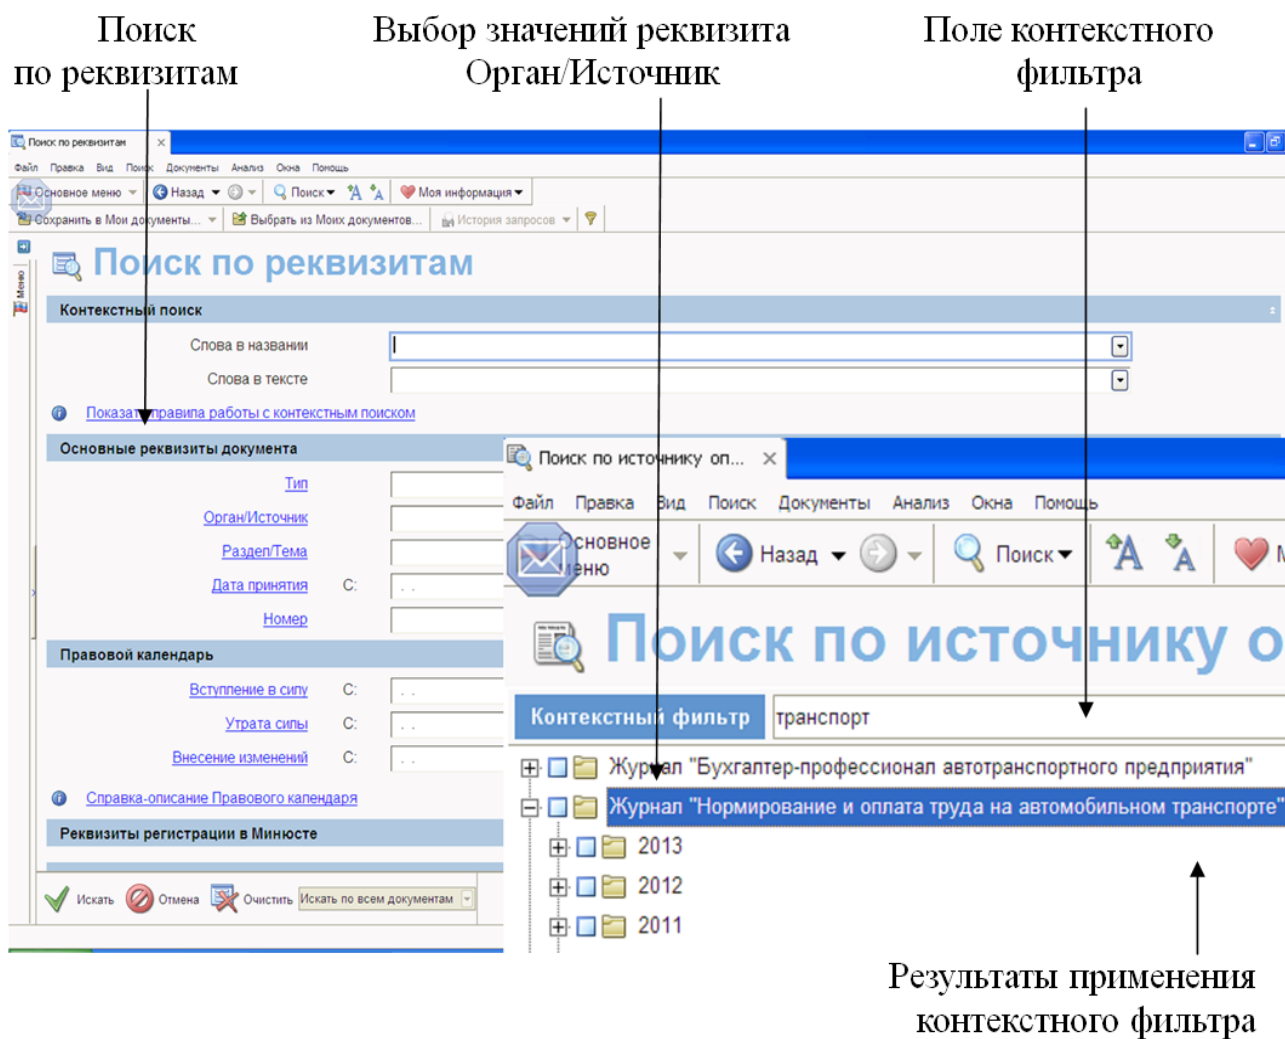 Поиск
по реквизитам
Выбор значений реквизита
Орган/Источник
Поле контекстного
фильтра
Поиск по реквизитам
Файл Правка Вид Поиск Документы Анализ Окна Помощь
Основное меню Назад Поиск А А Моя информация
Сохранить в Мои документы... Выбрать из Моих документов... История запросов
Меню
Поиск по реквизитам
Контекстный поиск
Слова в названии
Слова в тексте
Показать правила работы с контекстным поиском
Основные реквизиты документа
Тип
Орган/Источник
Раздел/Тема
Дата принятия С: . .
Номер
Правовой календарь
Вступление в силу С: . .
Утрата силы С: . .
Внесение изменений С: . .
Справка-описание Правового календаря
Реквизиты регистрации в Минюсте
Искать Отмена Очистить Искать по всем документам
Поиск по источнику оп...
Файл Правка Вид Поиск Документы Анализ Окна Помощь
Основное меню Назад Поиск А А М
Поиск по источнику о
Контекстный фильтр транспорт
Журнал "Бухгалтер-профессионал автотранспортного предприятия"
Журнал "Нормирование и оплата труда на автомобильном транспорте"
2013
2012
2011
Результаты применения
контекстного фильтра